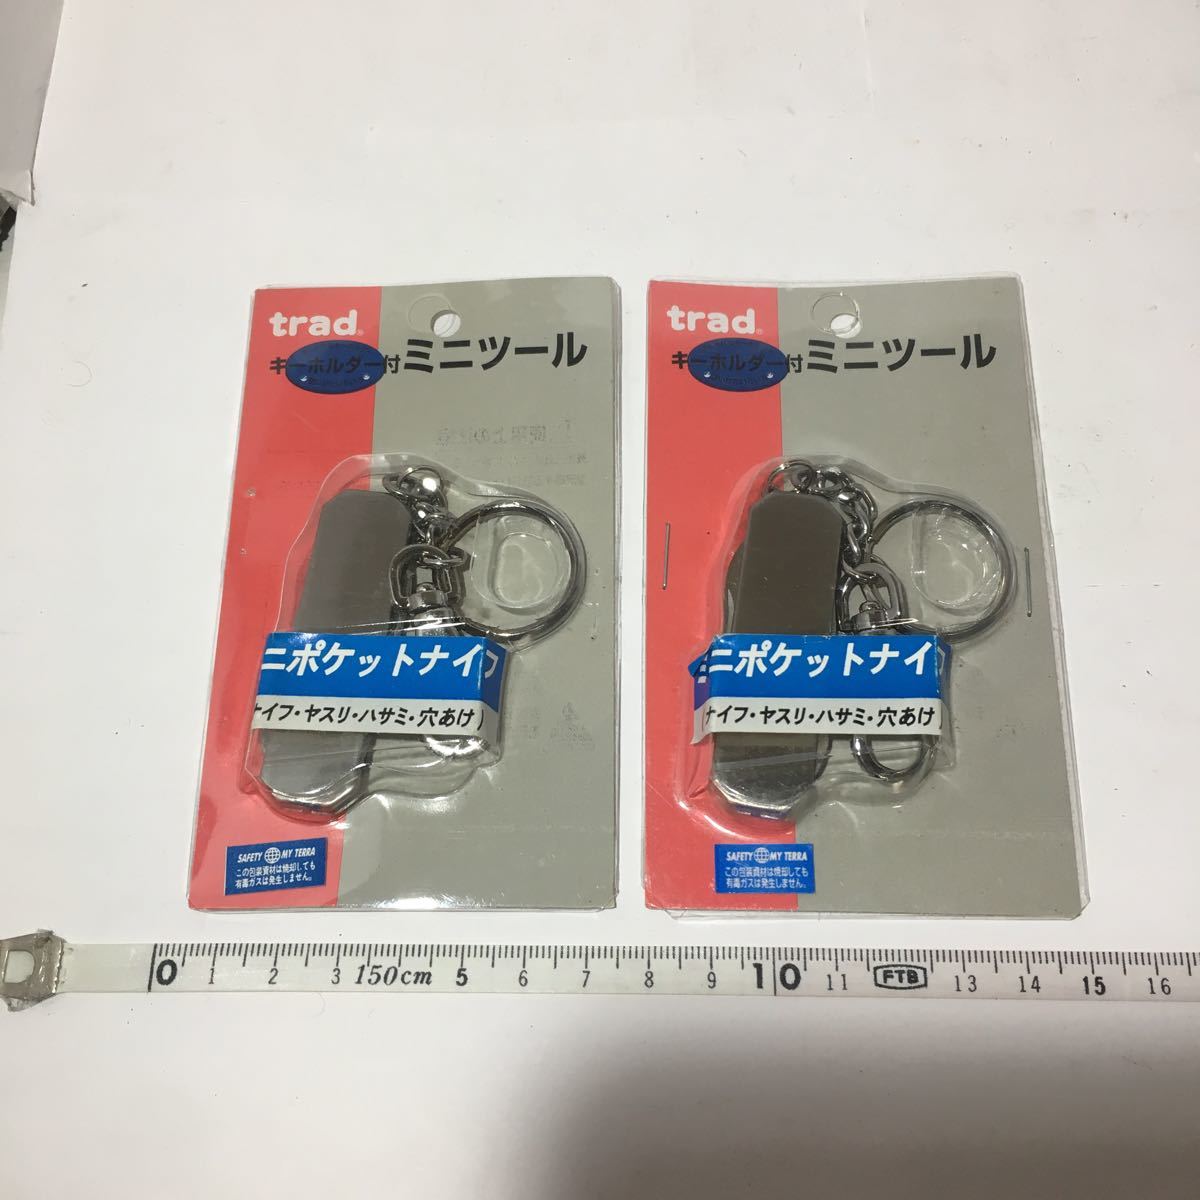 trad®
キーホルダー付ミニツール
ニポケットナイフ
ナイフ・ヤスリ・ハサミ・穴あけ)
SAFETY MY TERRA
この包装資材は焼却しても
有毒ガスは発生しません。
trad®
キーホルダー付ミニツール
ミニポケットナイ
(ナイフ・ヤスリ・ハサミ・穴あけ)
SAFETY MY TERRA
この包装資材は焼却しても
有毒ガスは発生しません。
0 1 2 3 150cm 5 6 7 8 9 10 11 FTB 13 14 15 16